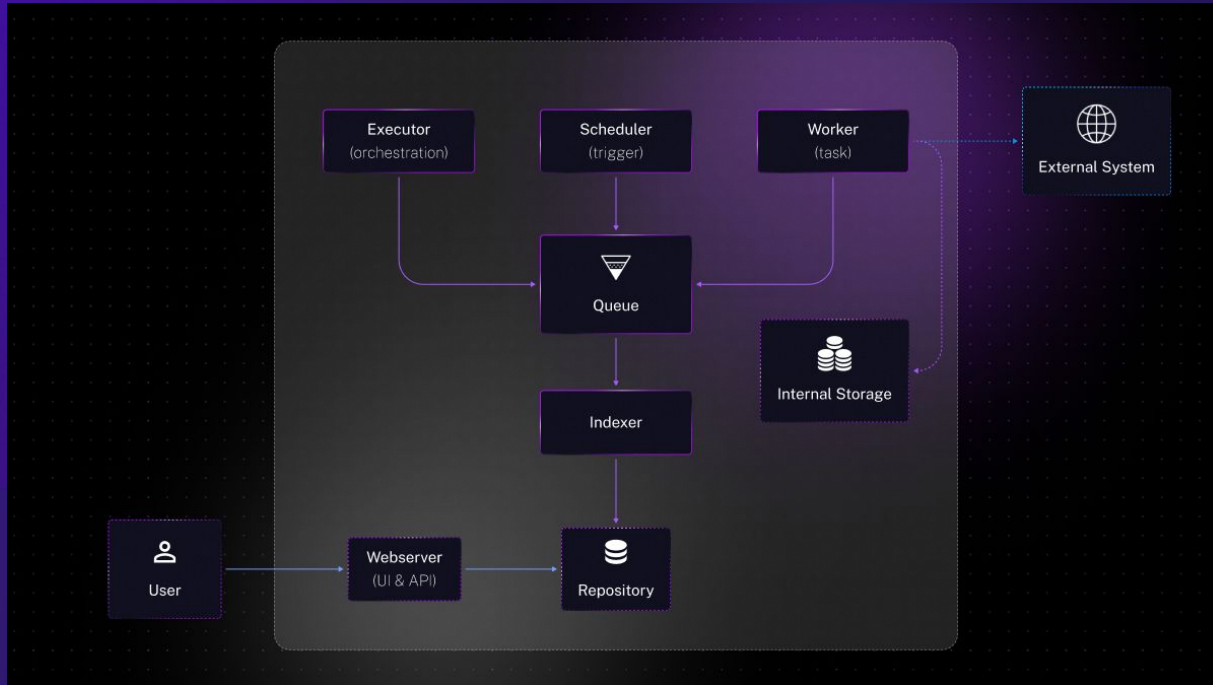 Executor
(orchestration)
Scheduler
(trigger)
Worker
(task)
External System
Queue
Internal Storage
Indexer
User
Webserver
(UI & API)
Repository